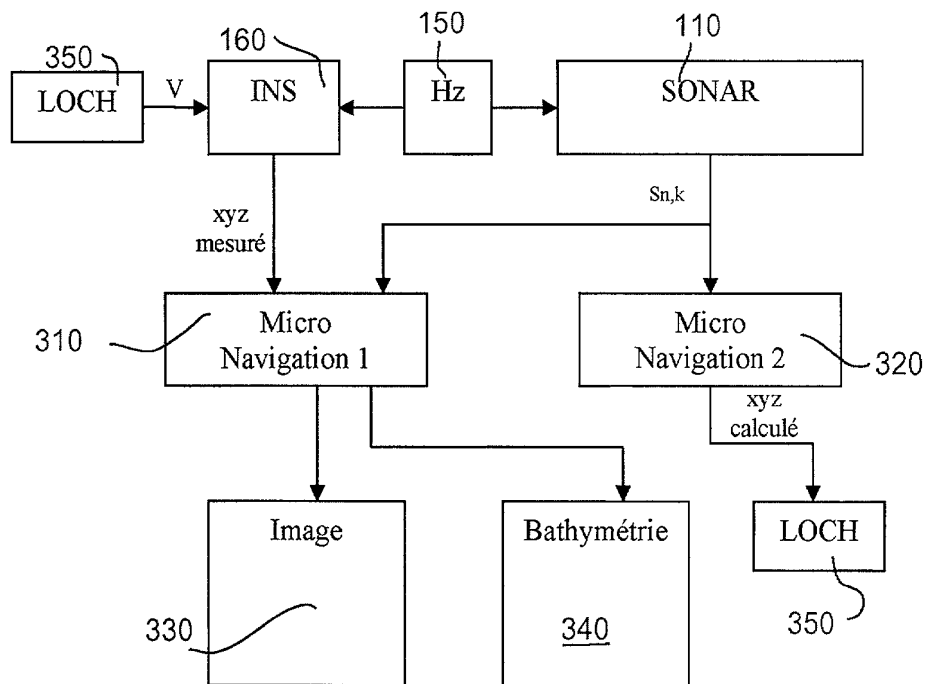 350
160
150
110
LOCH
V
INS
Hz
SONAR
xyz
mesuré
Sn,k
310
Micro
Navigation 1
Micro
Navigation 2
320
xyz
calculé
Image
330
Bathymétrie
340
LOCH
350